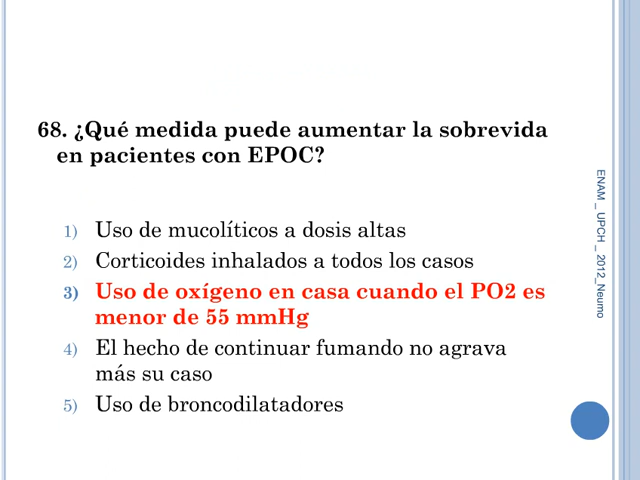 68. ¿Qué medida puede aumentar la sobrevida
en pacientes con EPOC?
1) Uso de mucolíticos a dosis altas
2) Corticoides inhalados a todos los casos
3) Uso de oxígeno en casa cuando el PO2 es
menor de 55 mmHg
4) El hecho de continuar fumando no agrava
más su caso
5) Uso de broncodilatadores
ENAM _ UPCH _ 2012_Neumo